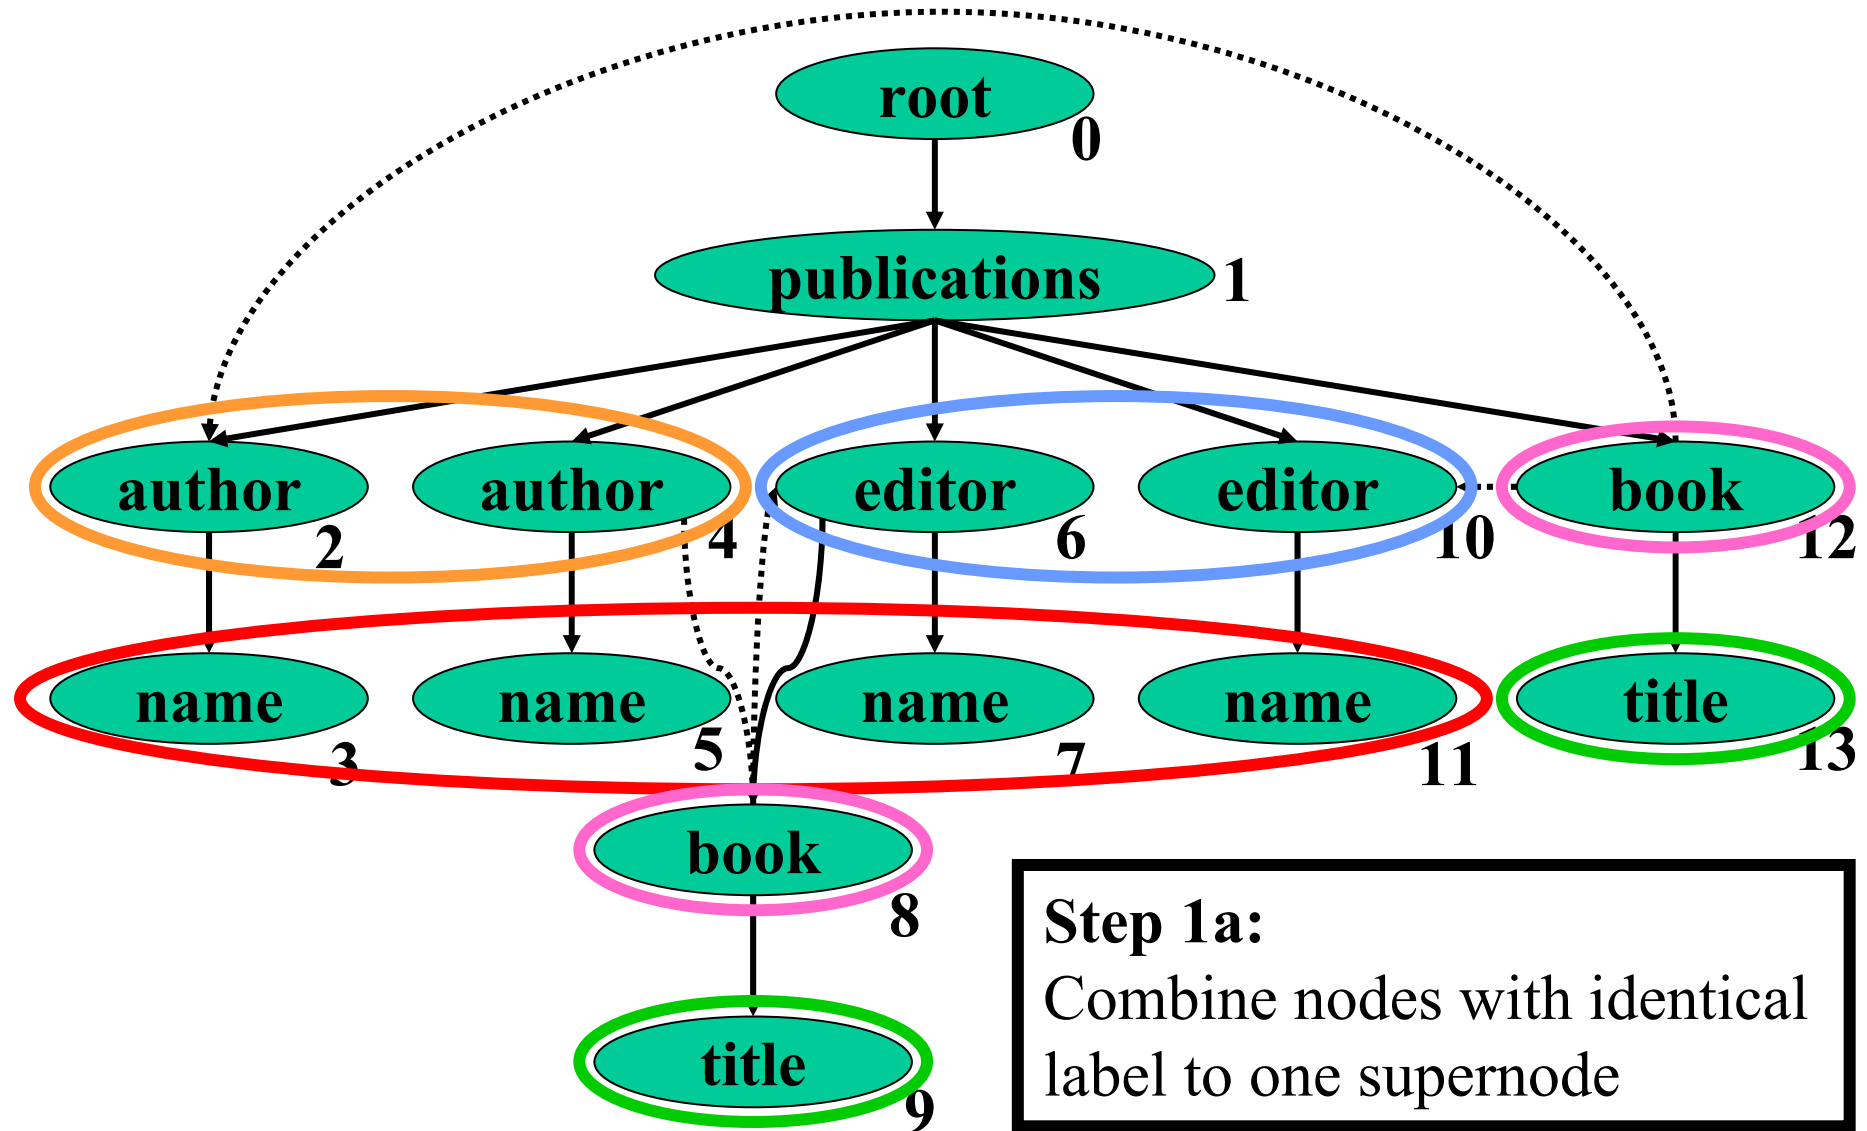 root
0
publications
1
author
2
author
4
editor
6
editor
10
book
12
name
3
name
5
name
7
name
11
title
13
book
8
title
9
Step 1a:
Combine nodes with identical
label to one supernode